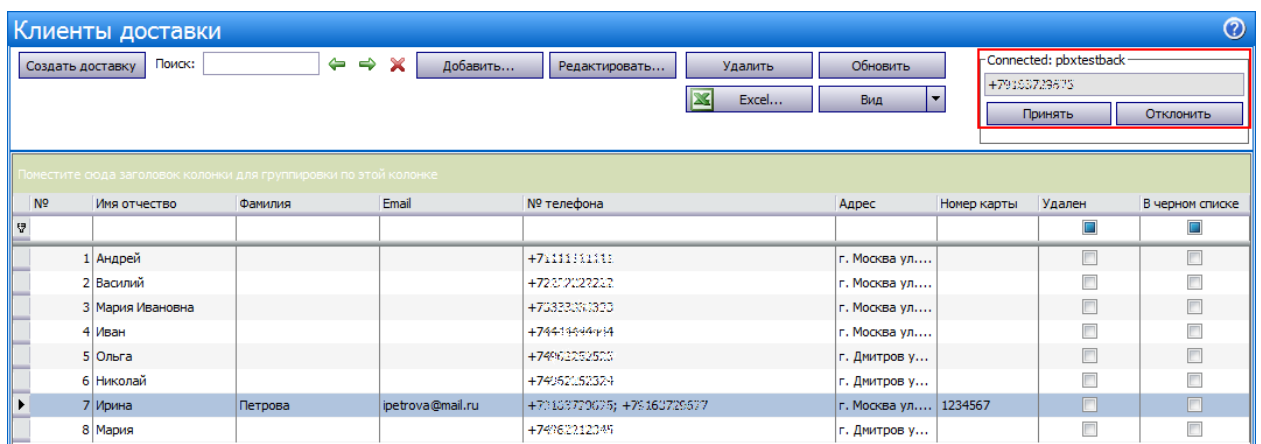 Клиенты доставки
Создать доставку Поиск: Добавить... Редактировать... Удалить Обновить
Excel... Вид
Connected: pbxtestback
Принять Отклонить
Поместите сюда заголовок колонки для группировки по этой колонке
№ Имя отчество Фамилия Email № телефона Адрес Номер карты Удален В черном списке
1 Андрей г. Москва ул....
2 Василий г. Москва ул....
3 Мария Ивановна г. Москва ул....
4 Иван г. Москва ул....
5 Ольга г. Дмитров у...
6 Николай г. Дмитров у...
7 Ирина Петрова ipetrova@mail.ru г. Москва ул.... 1234567
8 Мария г. Дмитров у...